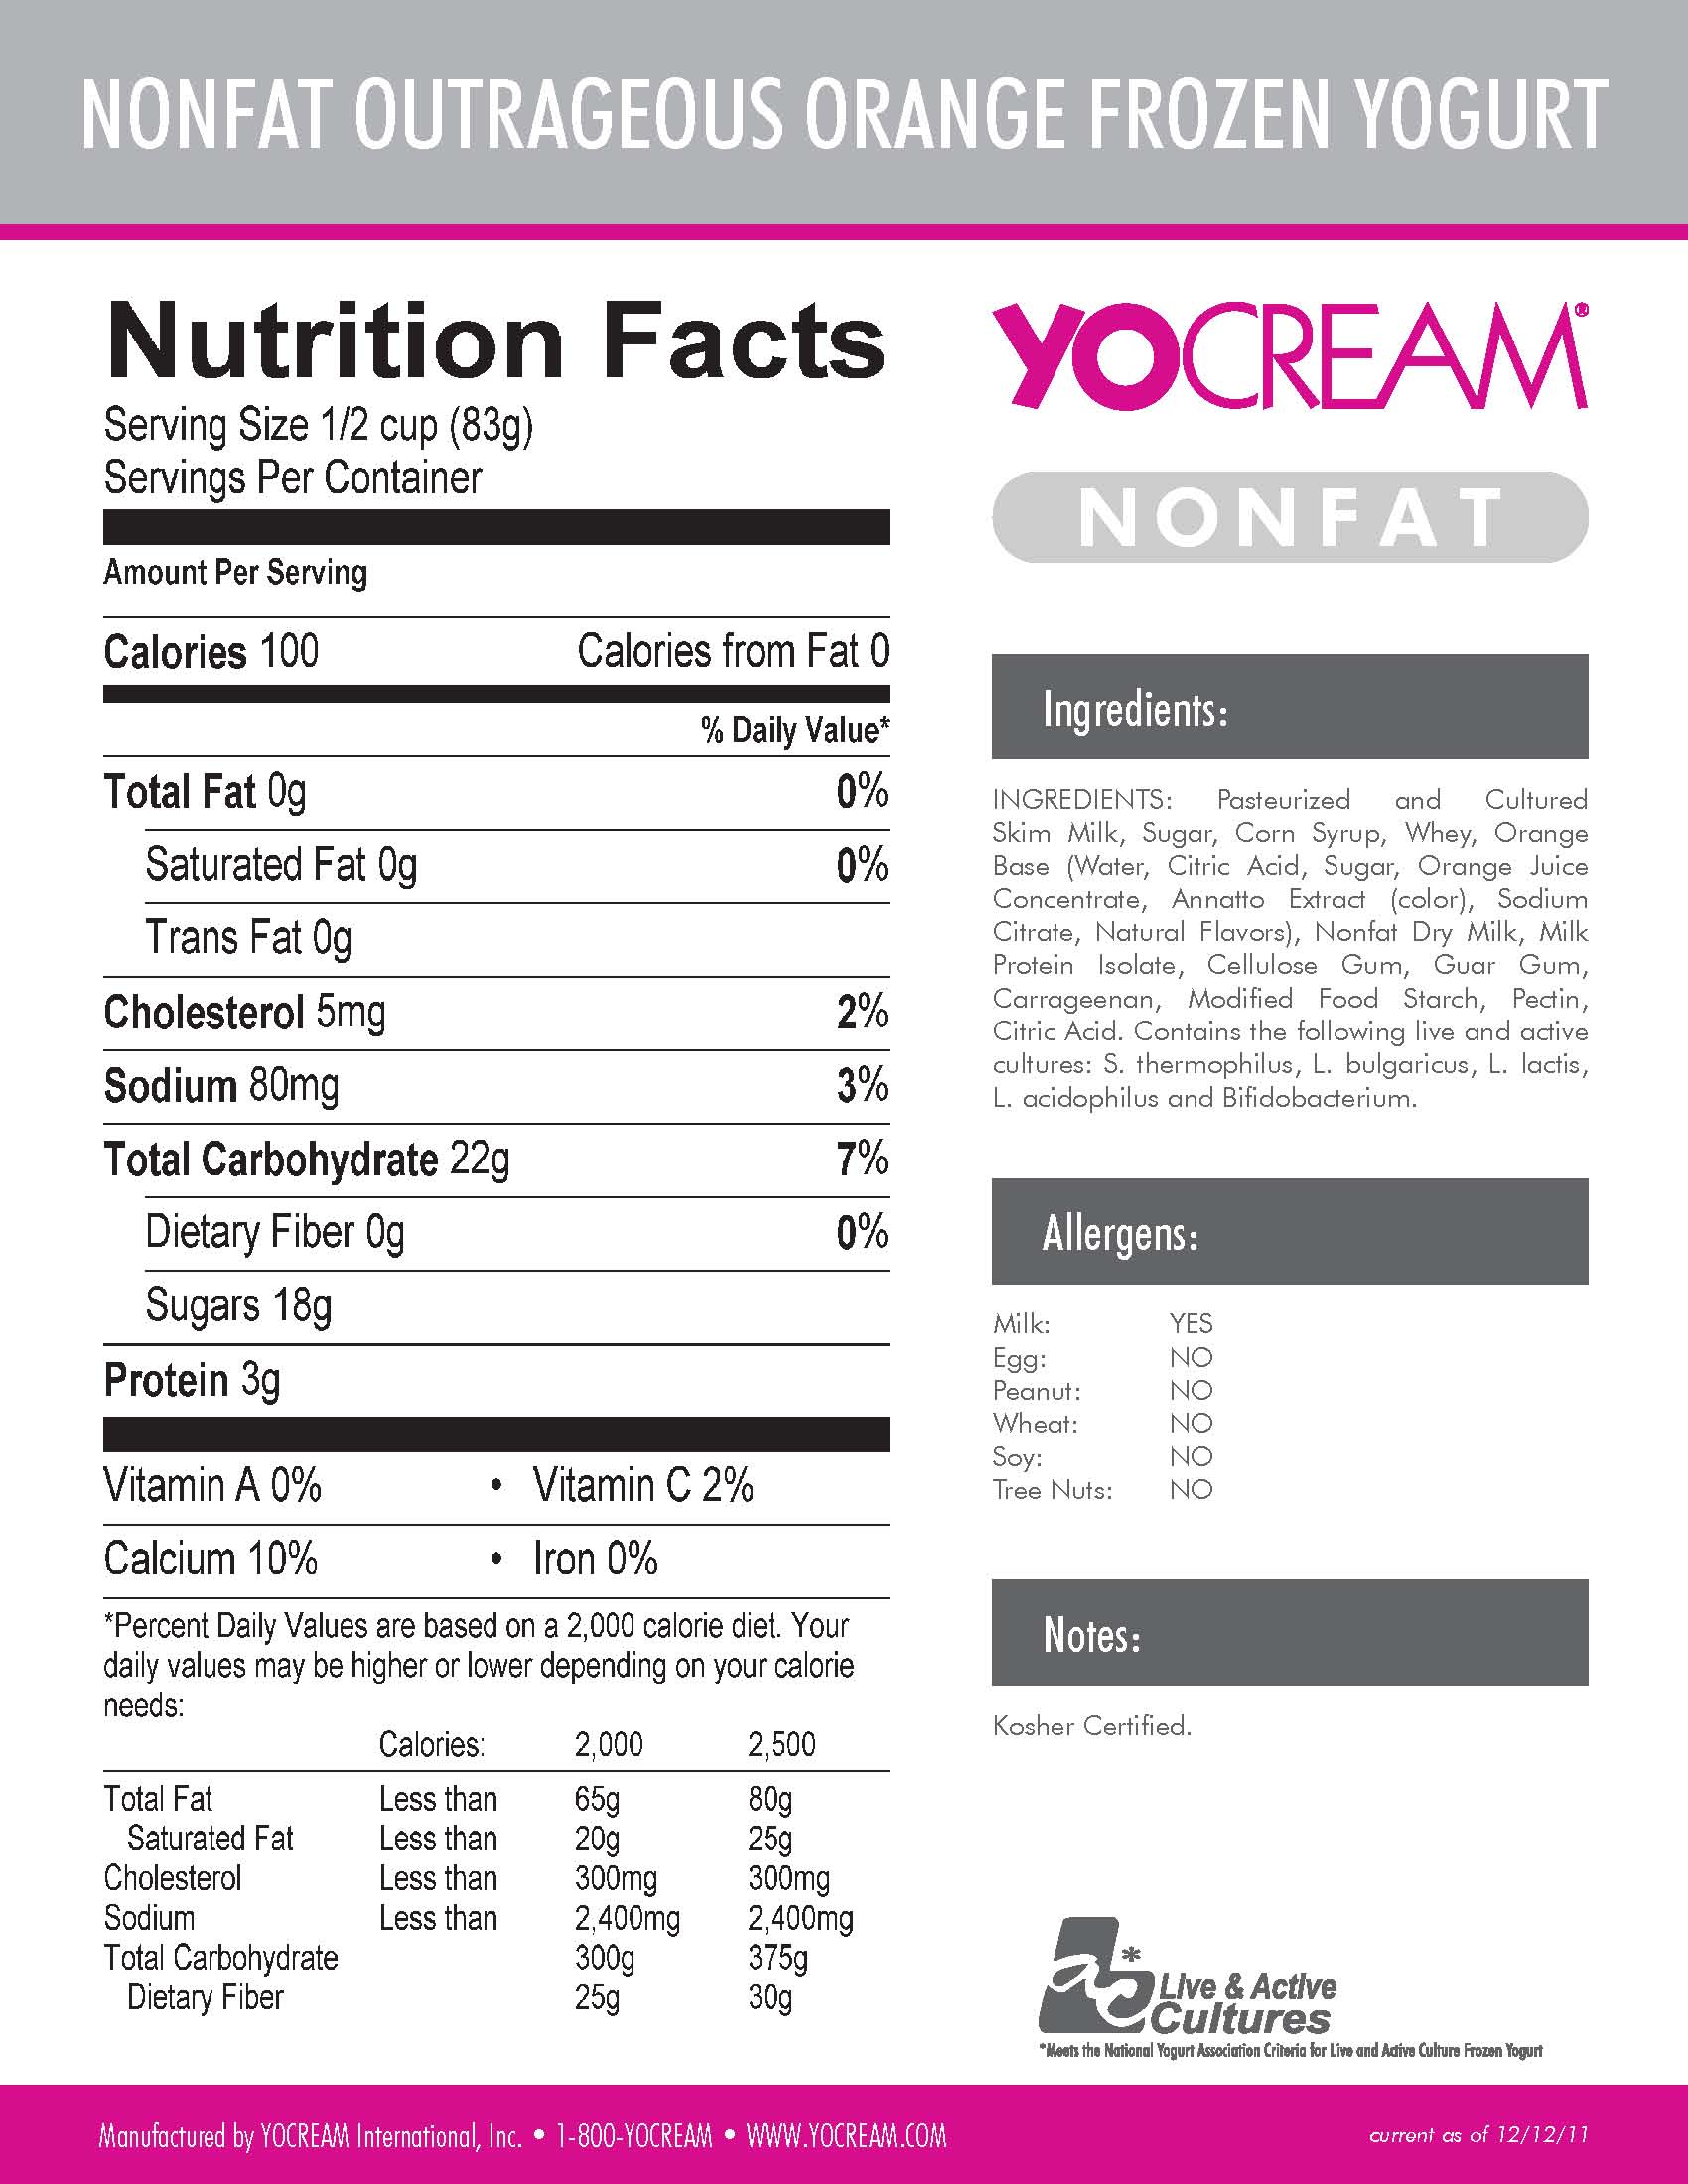 NONFAT OUTRAGEOUS ORANGE FROZEN YOGURT
Nutrition Facts
Serving Size 1/2 cup (83g)
Servings Per Container
Amount Per Serving
Calories 100 Calories from Fat 0
% Daily Value*
Total Fat 0g 0%
Saturated Fat 0g 0%
Trans Fat 0g
Cholesterol 5mg 2%
Sodium 80mg 3%
Total Carbohydrate 22g 7%
Dietary Fiber 0g 0%
Sugars 18g
Protein 3g
Vitamin A 0% • Vitamin C 2%
Calcium 10% • Iron 0%
*Percent Daily Values are based on a 2,000 calorie diet. Your
daily values may be higher or lower depending on your calorie
needs:
Calories: 2,000 2,500
Total Fat Less than 65g 80g
Saturated Fat Less than 20g 25g
Cholesterol Less than 300mg 300mg
Sodium Less than 2,400mg 2,400mg
Total Carbohydrate 300g 375g
Dietary Fiber 25g 30g
YOCREAM®
NONFAT
Ingredients:
INGREDIENTS: Pasteurized and Cultured
Skim Milk, Sugar, Corn Syrup, Whey, Orange
Base (Water, Citric Acid, Sugar, Orange Juice
Concentrate, Annatto Extract (color), Sodium
Citrate, Natural Flavors), Nonfat Dry Milk, Milk
Protein Isolate, Cellulose Gum, Guar Gum,
Carrageenan, Modified Food Starch, Pectin,
Citric Acid. Contains the following live and active
cultures: S. thermophilus, L. bulgaricus, L. lactis,
L. acidophilus and Bifidobacterium.
Allergens:
Milk: YES
Egg: NO
Peanut: NO
Wheat: NO
Soy: NO
Tree Nuts: NO
Notes:
Kosher Certified.
ac*
Live & Active
Cultures
*Meets the National Yogurt Association Criteria for Live and Active Culture Frozen Yogurt
Manufactured by YOCREAM International, Inc. • 1-800-YOCREAM • WWW.YOCREAM.COM
current as of 12/12/11